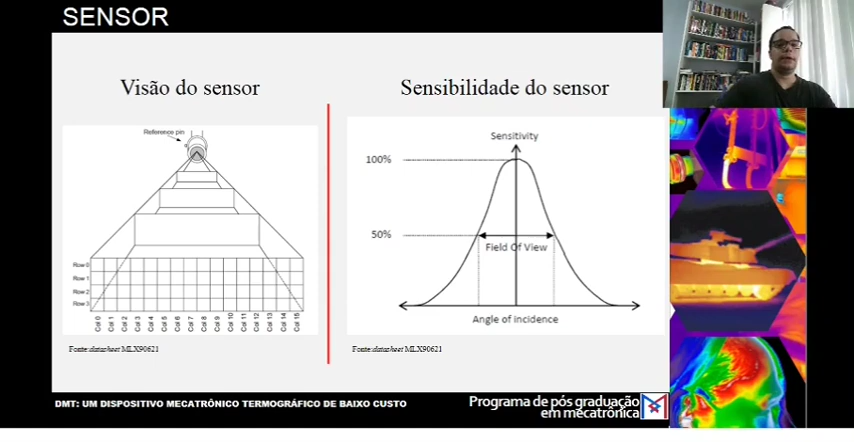 SENSOR
Visão do sensor
Reference pin
Row 0
Row 1
Row 2
Row 3
Col 0
Col 1
Col 2
Col 3
Col 4
Col 5
Col 6
Col 7
Col 8
Col 9
Col 10
Col 11
Col 12
Col 13
Col 14
Col 15
Fonte:datasheet MLX90621
Sensibilidade do sensor
Sensitivity
100%
50%
Field Of View
Angle of incidence
Fonte:datasheet MLX90621
DMT: UM DISPOSITIVO MECATRÔNICO TERMOGRÁFICO DE BAIXO CUSTO
Programa de pós graduação
em mecatrônica